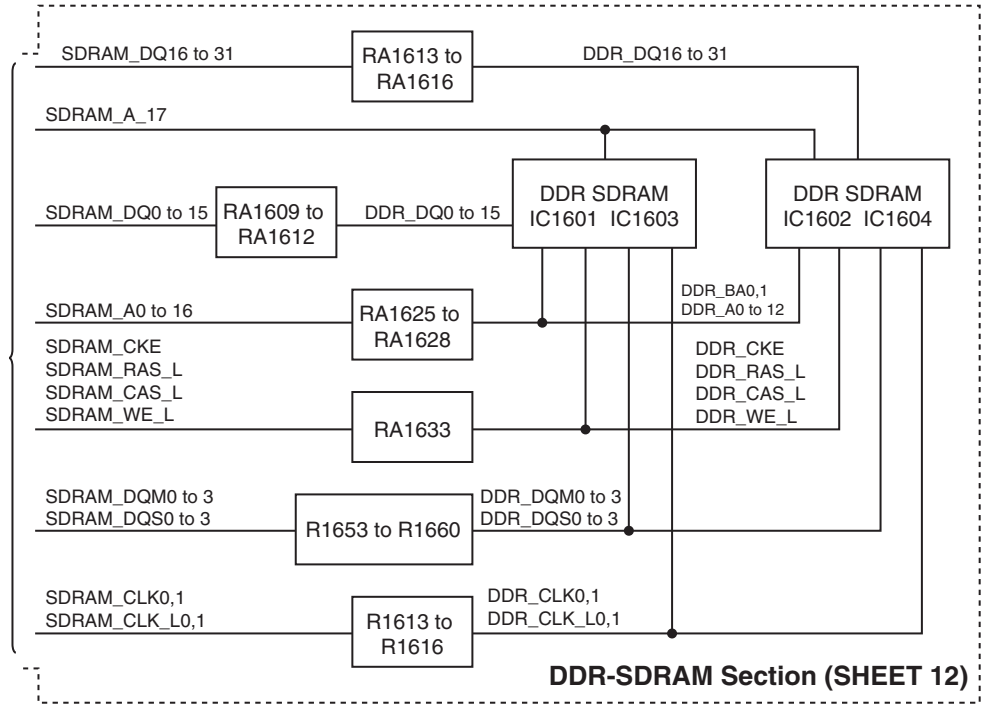 SDRAM_DQ16 to 31
RA1613 to
RA1616
DDR_DQ16 to 31
SDRAM_A_17
DDR SDRAM
IC1601 IC1603
DDR SDRAM
IC1602 IC1604
SDRAM_DQ0 to 15
RA1609 to
RA1612
DDR_DQ0 to 15
SDRAM_A0 to 16
RA1625 to
RA1628
DDR_BA0,1
DDR_A0 to 12
SDRAM_CKE
SDRAM_RAS_L
SDRAM_CAS_L
SDRAM_WE_L
RA1633
DDR_CKE
DDR_RAS_L
DDR_CAS_L
DDR_WE_L
SDRAM_DQM0 to 3
SDRAM_DQS0 to 3
R1653 to R1660
DDR_DQM0 to 3
DDR_DQS0 to 3
SDRAM_CLK0,1
SDRAM_CLK_L0,1
R1613 to
R1616
DDR_CLK0,1
DDR_CLK_L0,1
DDR-SDRAM Section (SHEET 12)